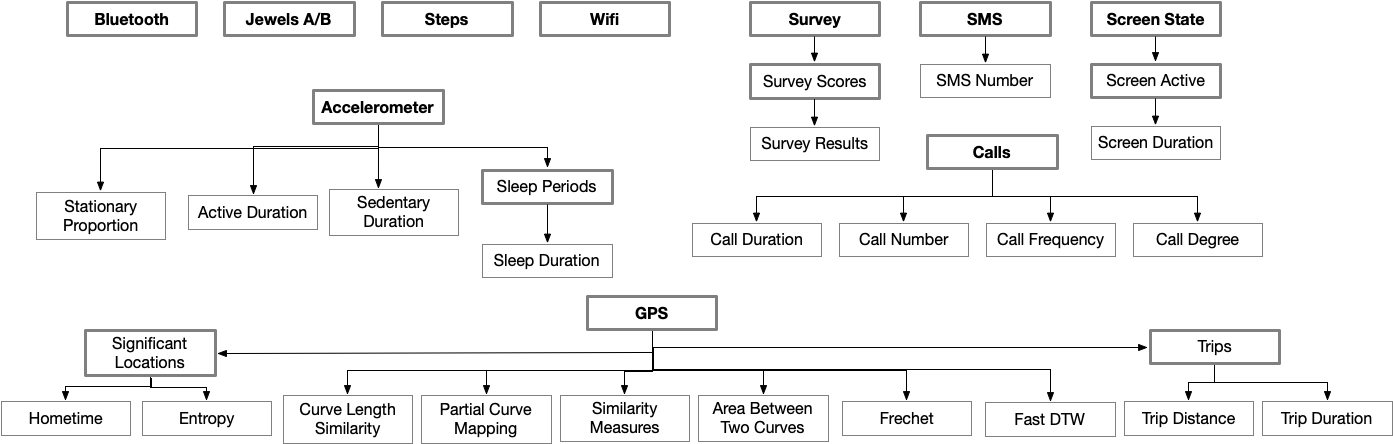 Bluetooth
Jewels A/B
Steps
Wifi
Survey
SMS
Screen State
Survey Scores
SMS Number
Screen Active
Accelerometer
Survey Results
Calls
Screen Duration
Stationary
Proportion
Active Duration
Sedentary
Duration
Sleep Periods
Sleep Duration
Call Duration
Call Number
Call Frequency
Call Degree
GPS
Significant
Locations
Trips
Hometime
Entropy
Curve Length
Similarity
Partial Curve
Mapping
Similarity
Measures
Area Between
Two Curves
Frechet
Fast DTW
Trip Distance
Trip Duration